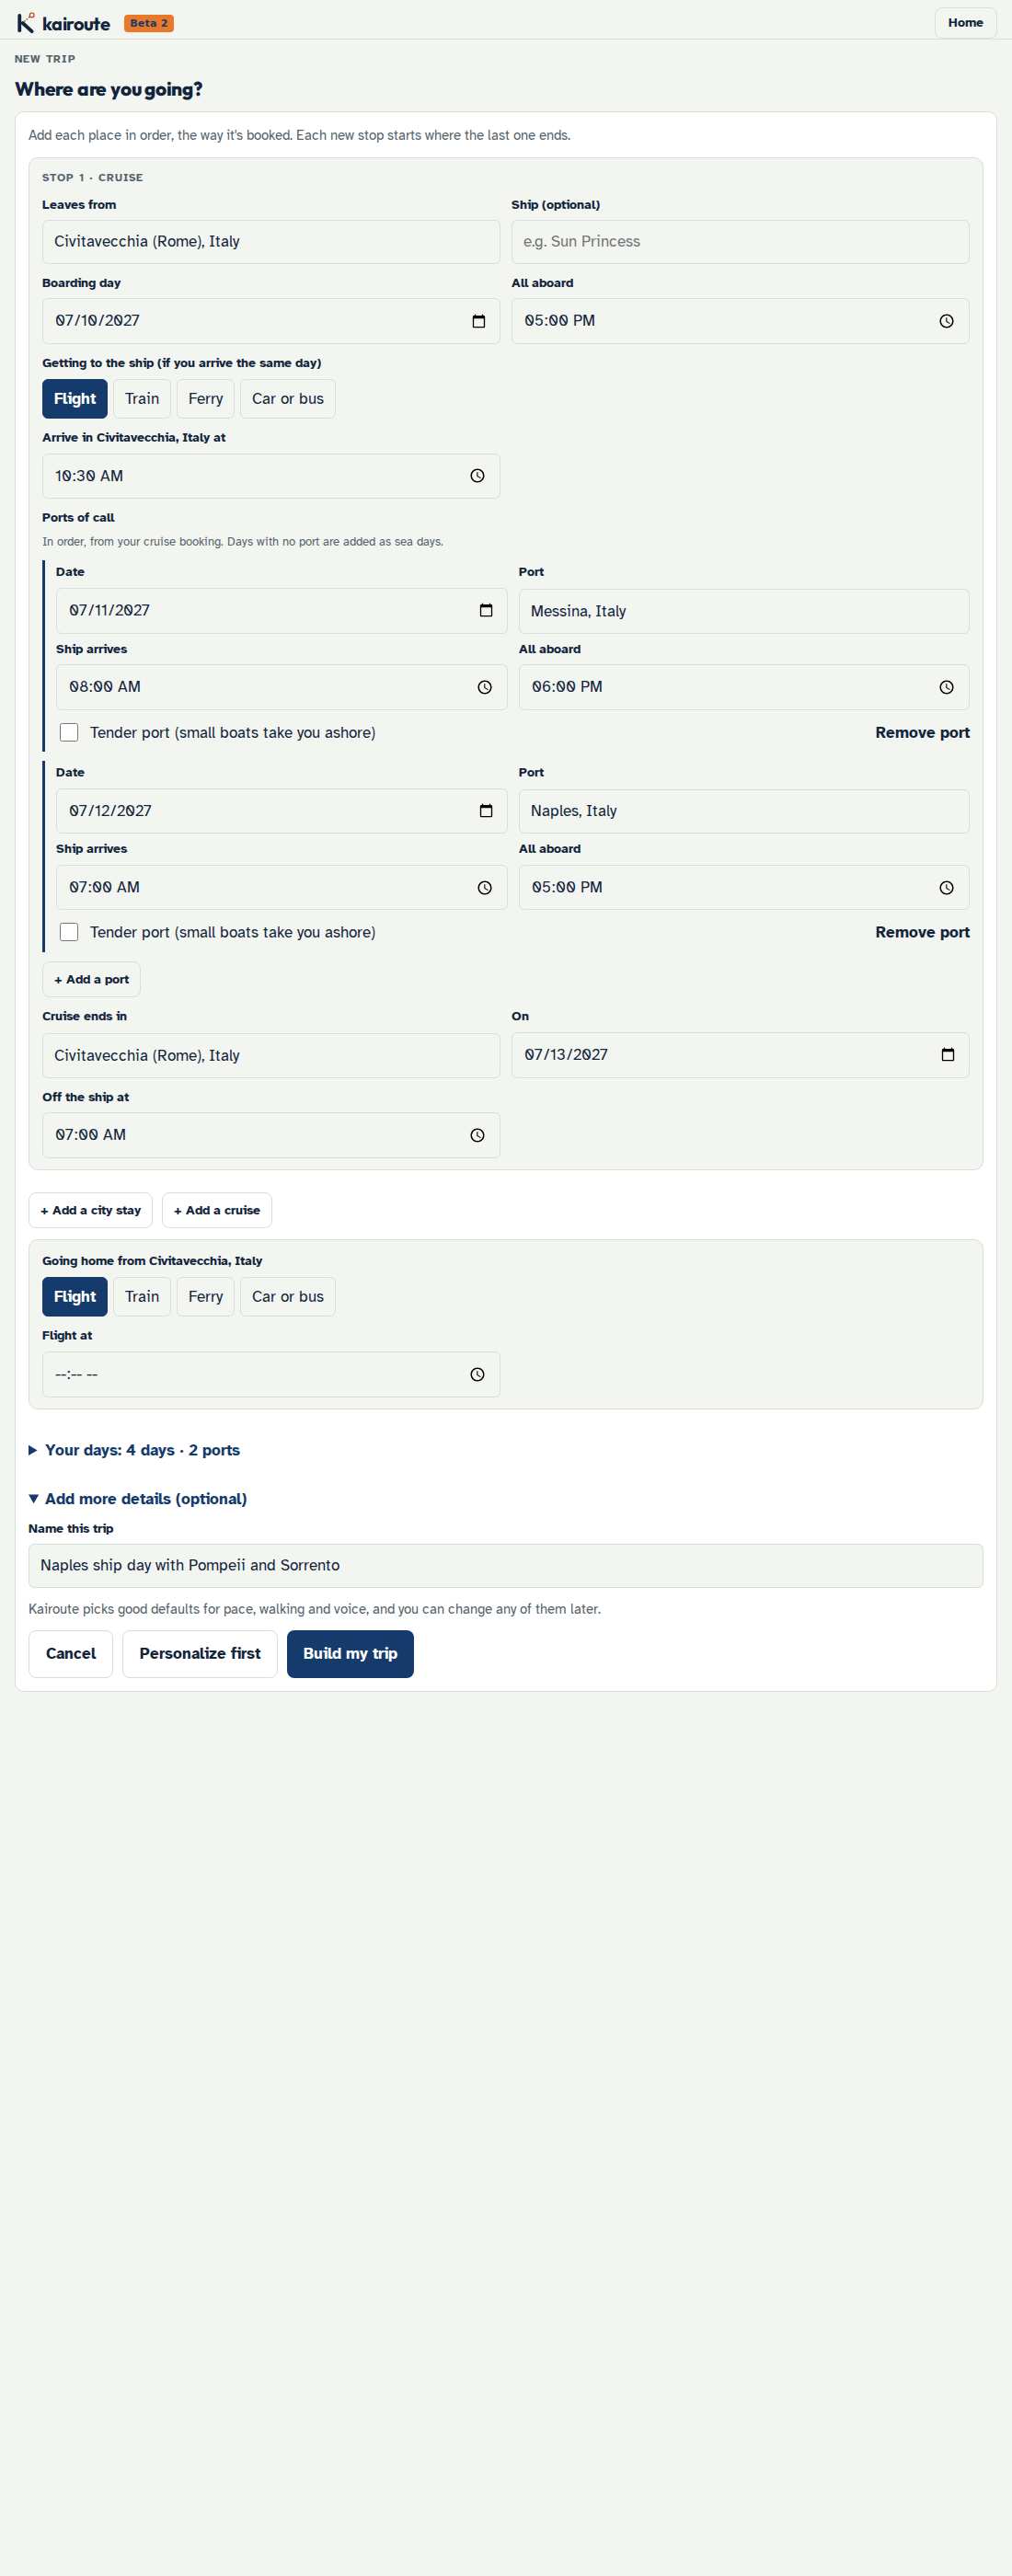 kairoute Beta 2 Home
NEW TRIP
Where are you going?
Add each place in order, the way it's booked. Each new stop starts where the last one ends.
STOP 1 · CRUISE
Leaves from Ship (optional)
Civitavecchia (Rome), Italy e.g. Sun Princess
Boarding day All aboard
07/10/2027 05:00 PM
Getting to the ship (if you arrive the same day)
Flight Train Ferry Car or bus
Arrive in Civitavecchia, Italy at
10:30 AM
Ports of call
In order, from your cruise booking. Days with no port are added as sea days.
Date Port
07/11/2027 Messina, Italy
Ship arrives All aboard
08:00 AM 06:00 PM
Tender port (small boats take you ashore) Remove port
Date Port
07/12/2027 Naples, Italy
Ship arrives All aboard
07:00 AM 05:00 PM
Tender port (small boats take you ashore) Remove port
+ Add a port
Cruise ends in On
Civitavecchia (Rome), Italy 07/13/2027
Off the ship at
07:00 AM
+ Add a city stay + Add a cruise
Going home from Civitavecchia, Italy
Flight Train Ferry Car or bus
Flight at
--:-- --
Your days: 4 days · 2 ports
Add more details (optional)
Name this trip
Naples ship day with Pompeii and Sorrento
Kairoute picks good defaults for pace, walking and voice, and you can change any of them later.
Cancel Personalize first Build my trip